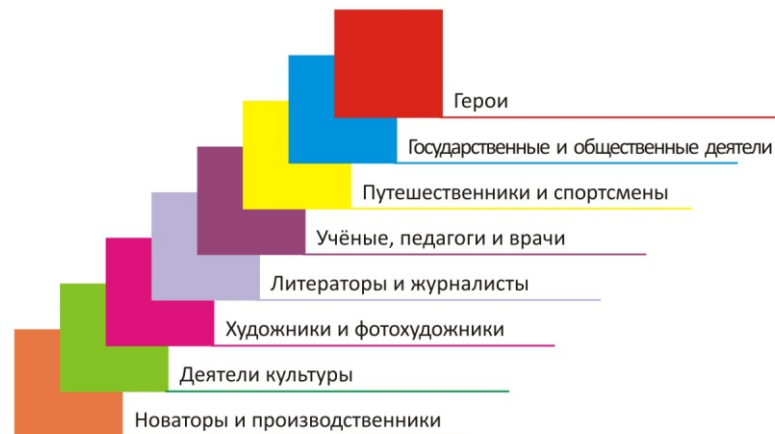 Герои
Государственные и общественные деятели
Путешественники и спортсмены
Учёные, педагоги и врачи
Литераторы и журналисты
Художники и фотохудожники
Деятели культуры
Новаторы и производственники